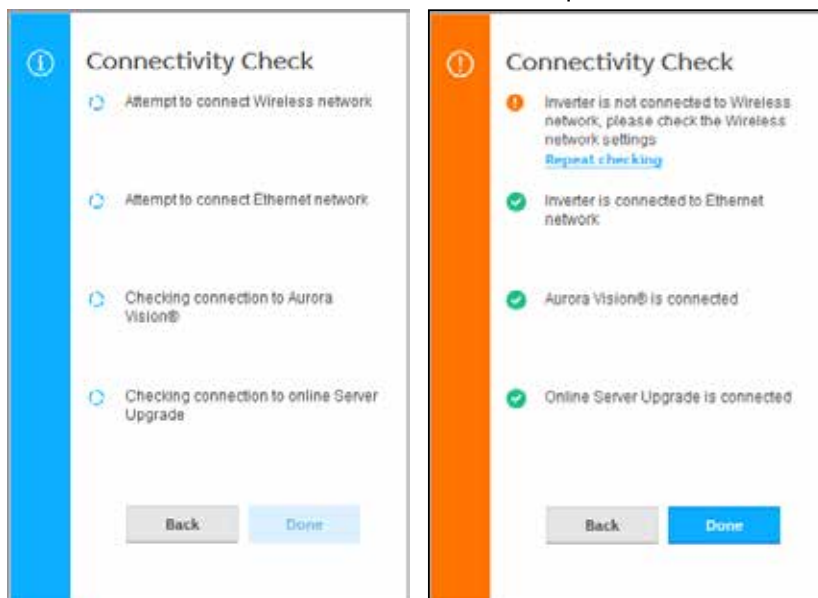 Connectivity Check
Attempt to connect Wireless network
Attempt to connect Ethernet network
Checking connection to Aurora
Vision®
Checking connection to online Server
Upgrade
Back
Done
Connectivity Check
Inverter is not connected to Wireless
network, please check the Wireless
network settings
Repeat checking
Inverter is connected to Ethernet
network
Aurora Vision® is connected
Online Server Upgrade is connected
Back
Done